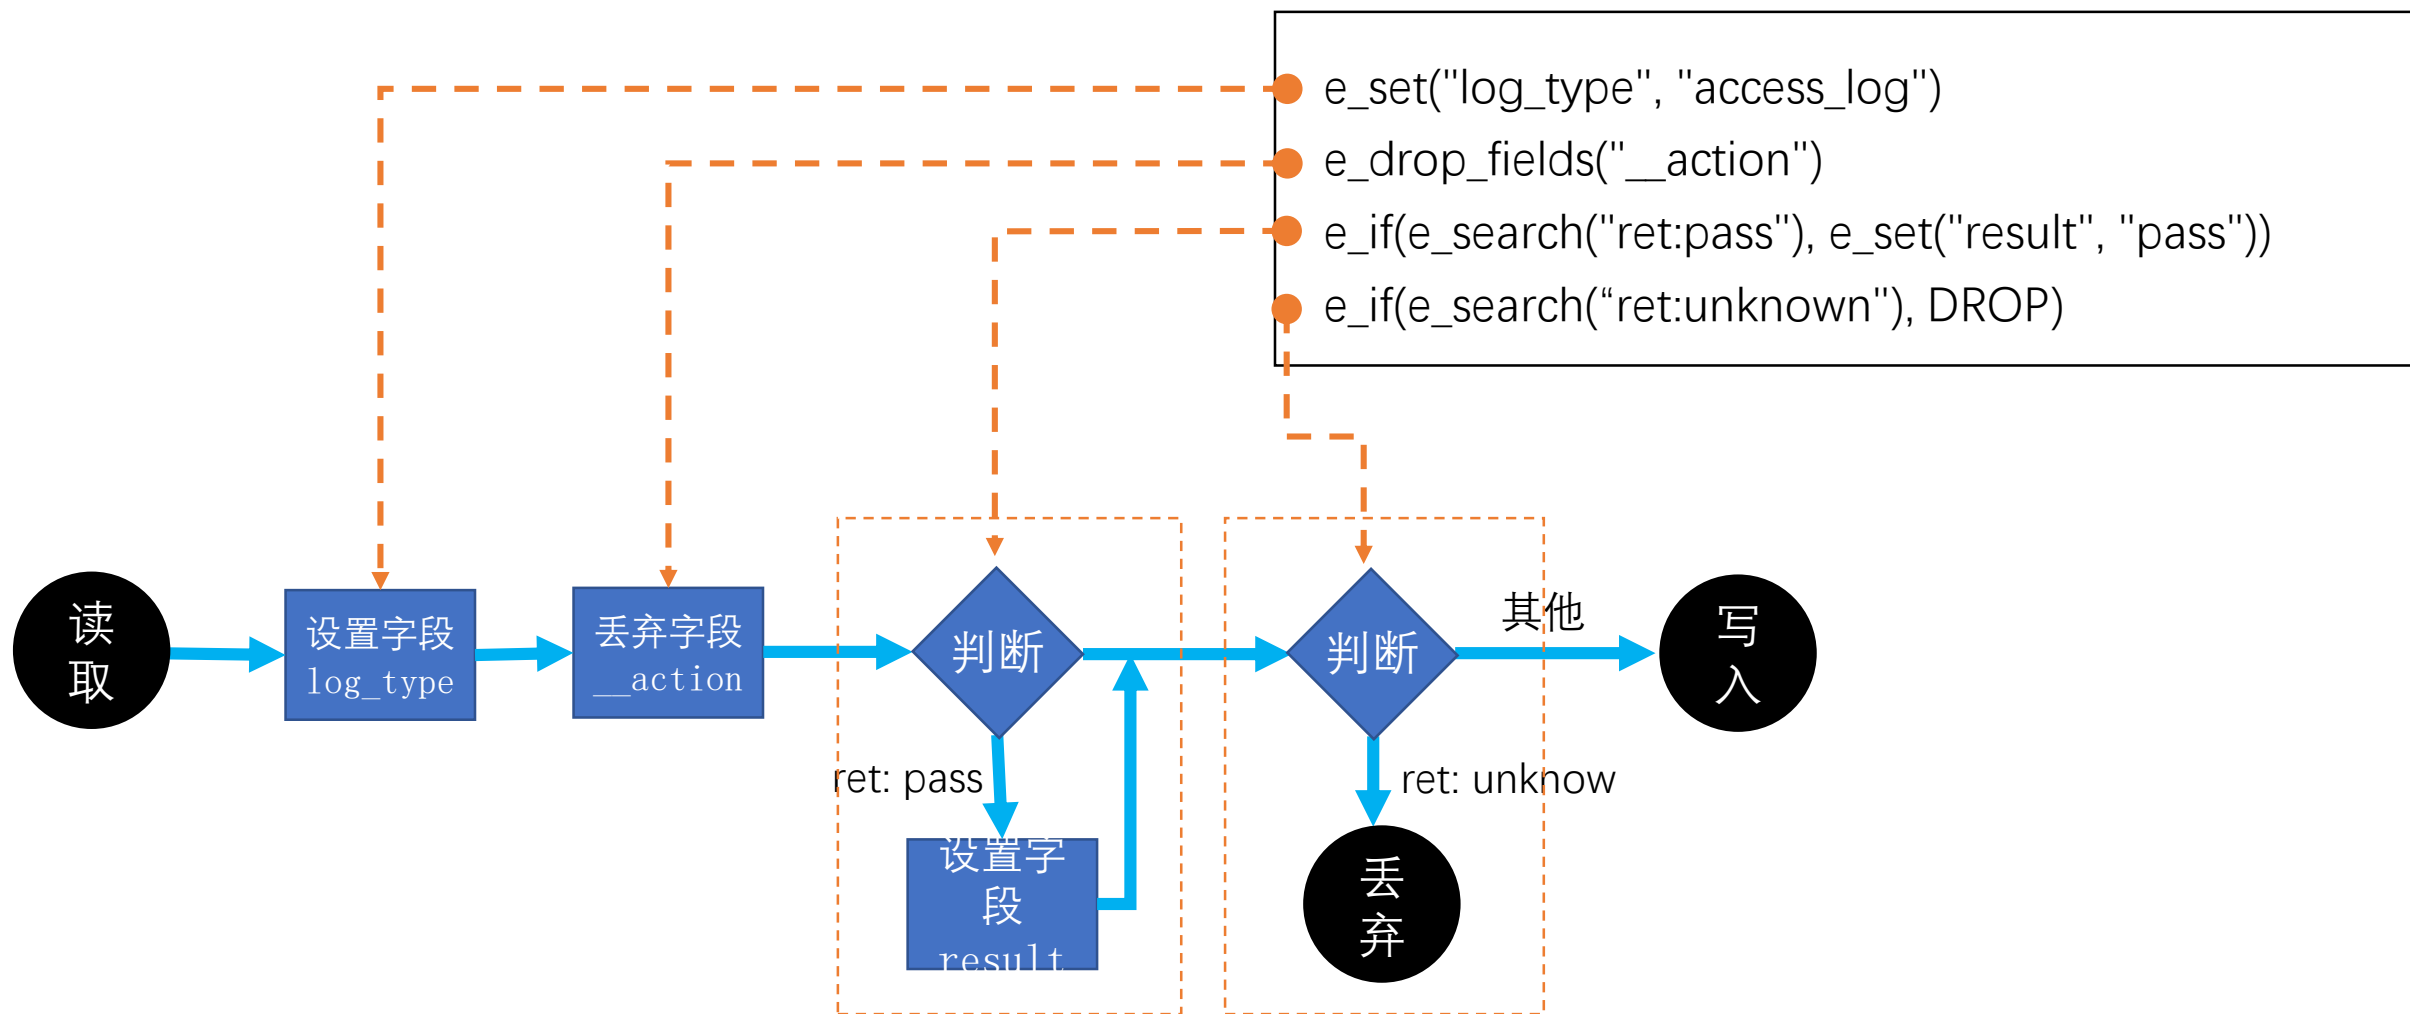 e_set("log_type", "access_log")
e_drop_fields("__action")
e_if(e_search("ret:pass"), e_set("result", "pass"))
e_if(e_search(“ret:unknown"), DROP)
读
取
设置字段
log_type
丢弃字段
__action
判断
判断
其他
写
入
ret: pass
ret: unknow
设置字
段
result
丢
弃